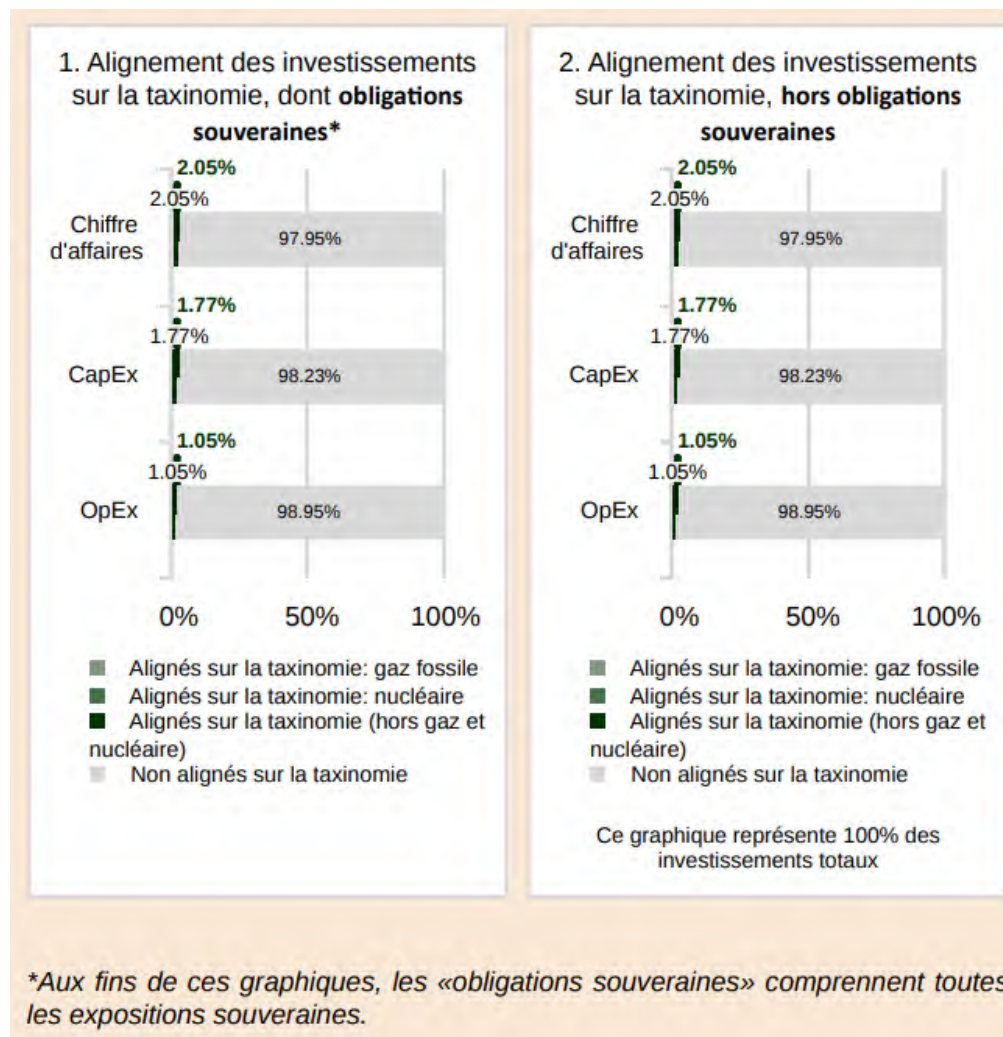 1. Alignement des investissements
sur la taxinomie, dont obligations
souveraines*
2.05%
2.05%
Chiffre
d'affaires
97.95%
1.77%
1.77%
CapEx
98.23%
1.05%
1.05%
OpEx
98.95%
0%
50%
100%
Alignés sur la taxinomie: gaz fossile
Alignés sur la taxinomie: nucléaire
Alignés sur la taxinomie (hors gaz et
nucléaire)
Non alignés sur la taxinomie
2. Alignement des investissements
sur la taxinomie, hors obligations
souveraines
2.05%
2.05%
Chiffre
d'affaires
97.95%
1.77%
1.77%
CapEx
98.23%
1.05%
1.05%
OpEx
98.95%
0%
50%
100%
Alignés sur la taxinomie: gaz fossile
Alignés sur la taxinomie: nucléaire
Alignés sur la taxinomie (hors gaz et
nucléaire)
Non alignés sur la taxinomie
Ce graphique représente 100% des
investissements totaux
*Aux fins de ces graphiques, les «obligations souveraines» comprennent toutes
les expositions souveraines.